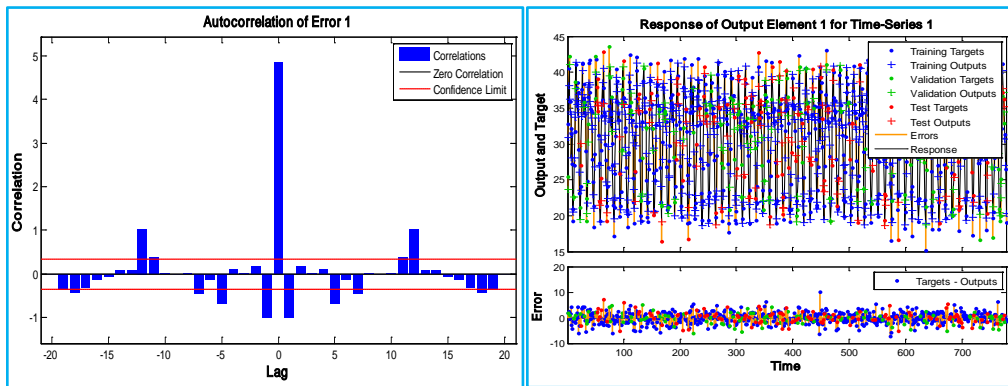 Autocorrelation of Error 1
Correlations
Zero Correlation
Confidence Limit
5
4
3
2
1
0
-1
Correlation
-20
-15
-10
-5
0
5
10
15
20
Lag
Response of Output Element 1 for Time-Series 1
45
40
35
30
25
20
15
Output and Target
Training Targets
Training Outputs
Validation Targets
Validation Outputs
Test Targets
Test Outputs
Errors
Response
20
10
0
-10
Error
Targets - Outputs
100
200
300
400
500
600
700
Time